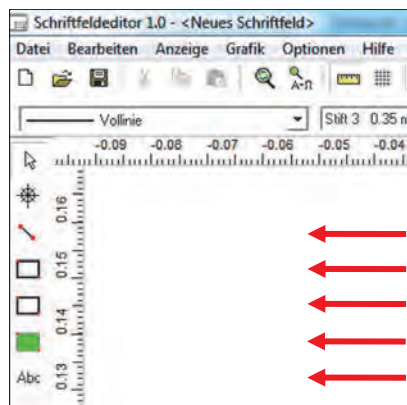 Schriftfeldeditor 1.0 - <Neues Schriftfeld>
Datei Bearbeiten Anzeige Grafik Optionen Hilfe
A-Ω
Vollinie Stift 3 0.35 m
-0.09 -0.08 -0.07 -0.06 -0.05 -0.04
0.16
0.15
0.14
0.13
Abc